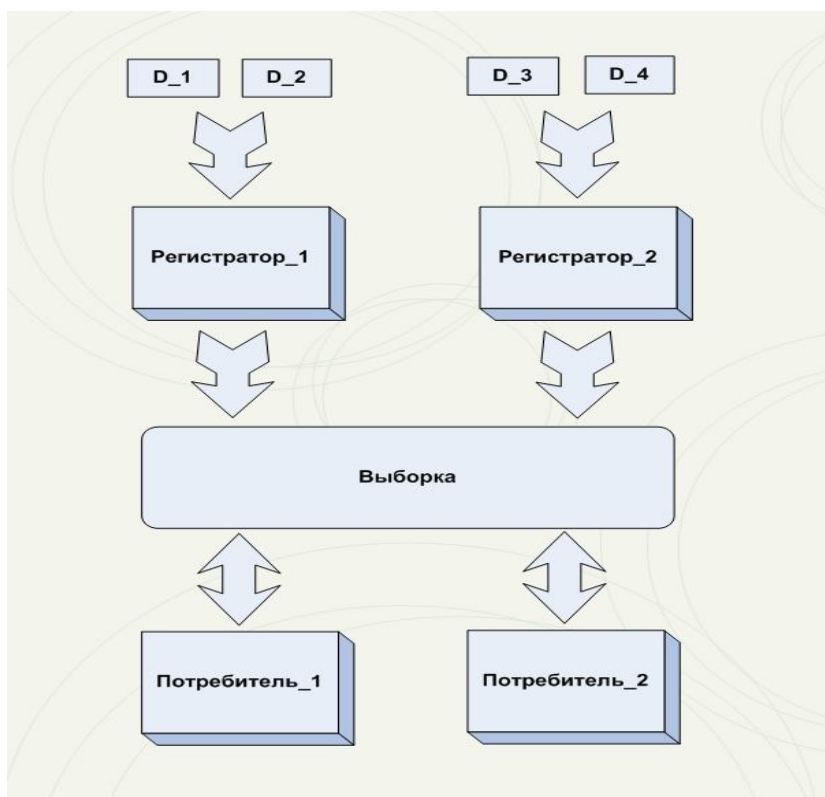 D_1
D_2
D_3
D_4
Регистратор_1
Регистратор_2
Выборка
Потребитель_1
Потребитель_2